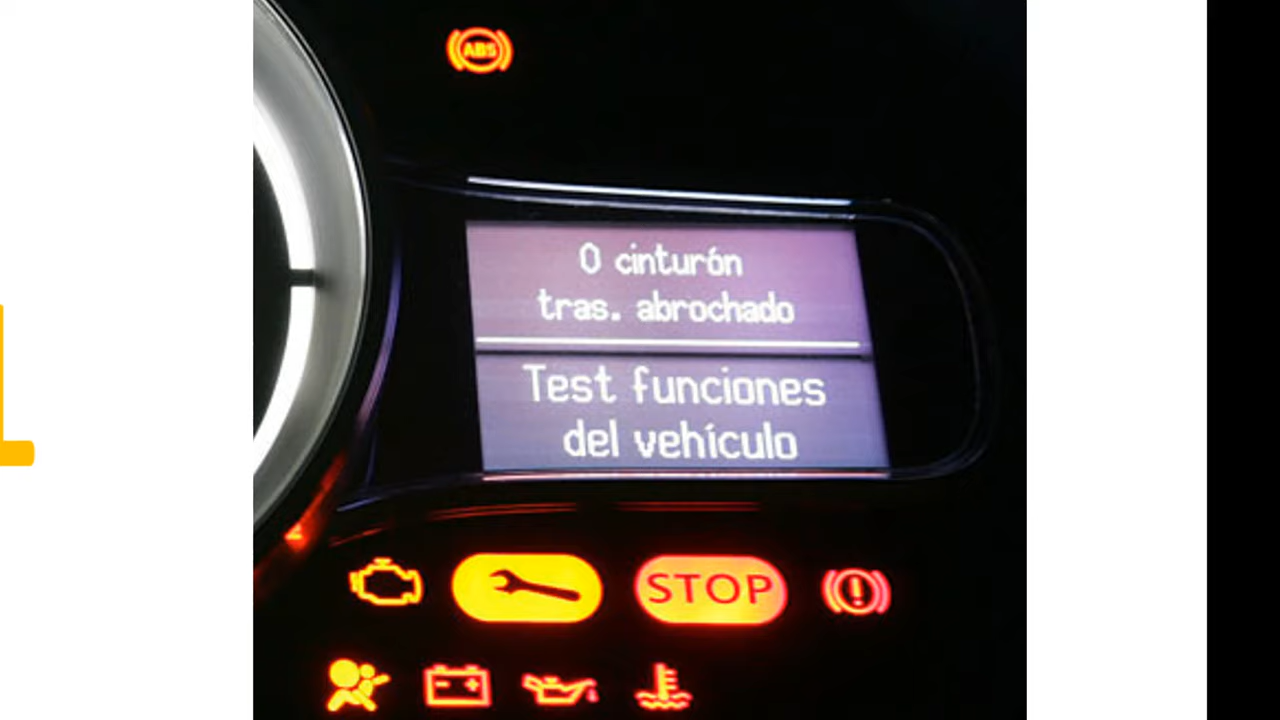 ABS
0 cinturón
tras. abrochado
Test funciones
del vehículo
STOP